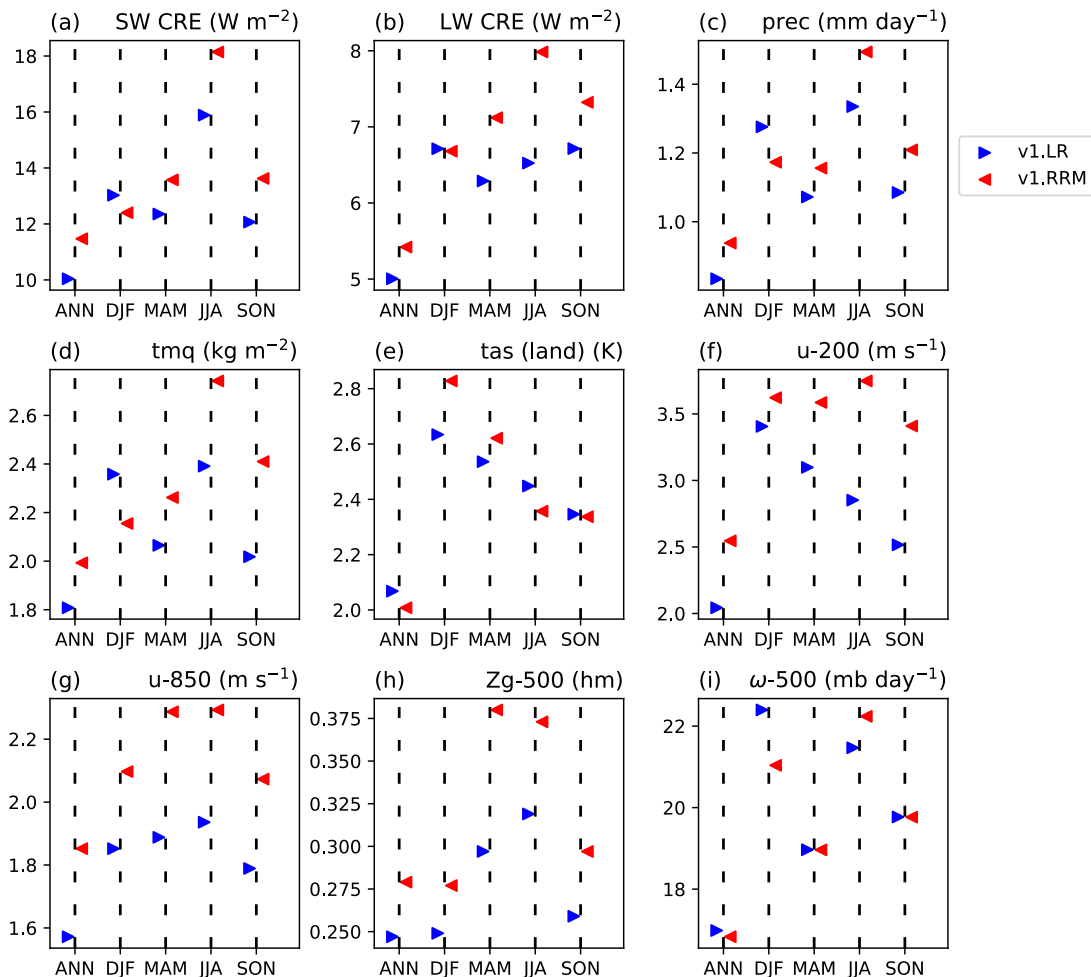 (a) SW CRE (W m⁻²)
(b) LW CRE (W m⁻²)
(c) prec (mm day⁻¹)
18
16
14
12
10
8
7
6
5
1.4
1.2
1.0
v1.LR
v1.RRM
ANN DJF MAM JJA SON
ANN DJF MAM JJA SON
ANN DJF MAM JJA SON
(d) tmq (kg m⁻²)
(e) tas (land) (K)
(f) u-200 (m s⁻¹)
2.6
2.4
2.2
2.0
1.8
2.8
2.6
2.4
2.2
2.0
3.5
3.0
2.5
2.0
ANN DJF MAM JJA SON
ANN DJF MAM JJA SON
ANN DJF MAM JJA SON
(g) u-850 (m s⁻¹)
(h) Zg-500 (hm)
(i) ω-500 (mb day⁻¹)
2.2
2.0
1.8
1.6
0.375
0.350
0.325
0.300
0.275
0.250
22
20
18
ANN DJF MAM JJA SON
ANN DJF MAM JJA SON
ANN DJF MAM JJA SON